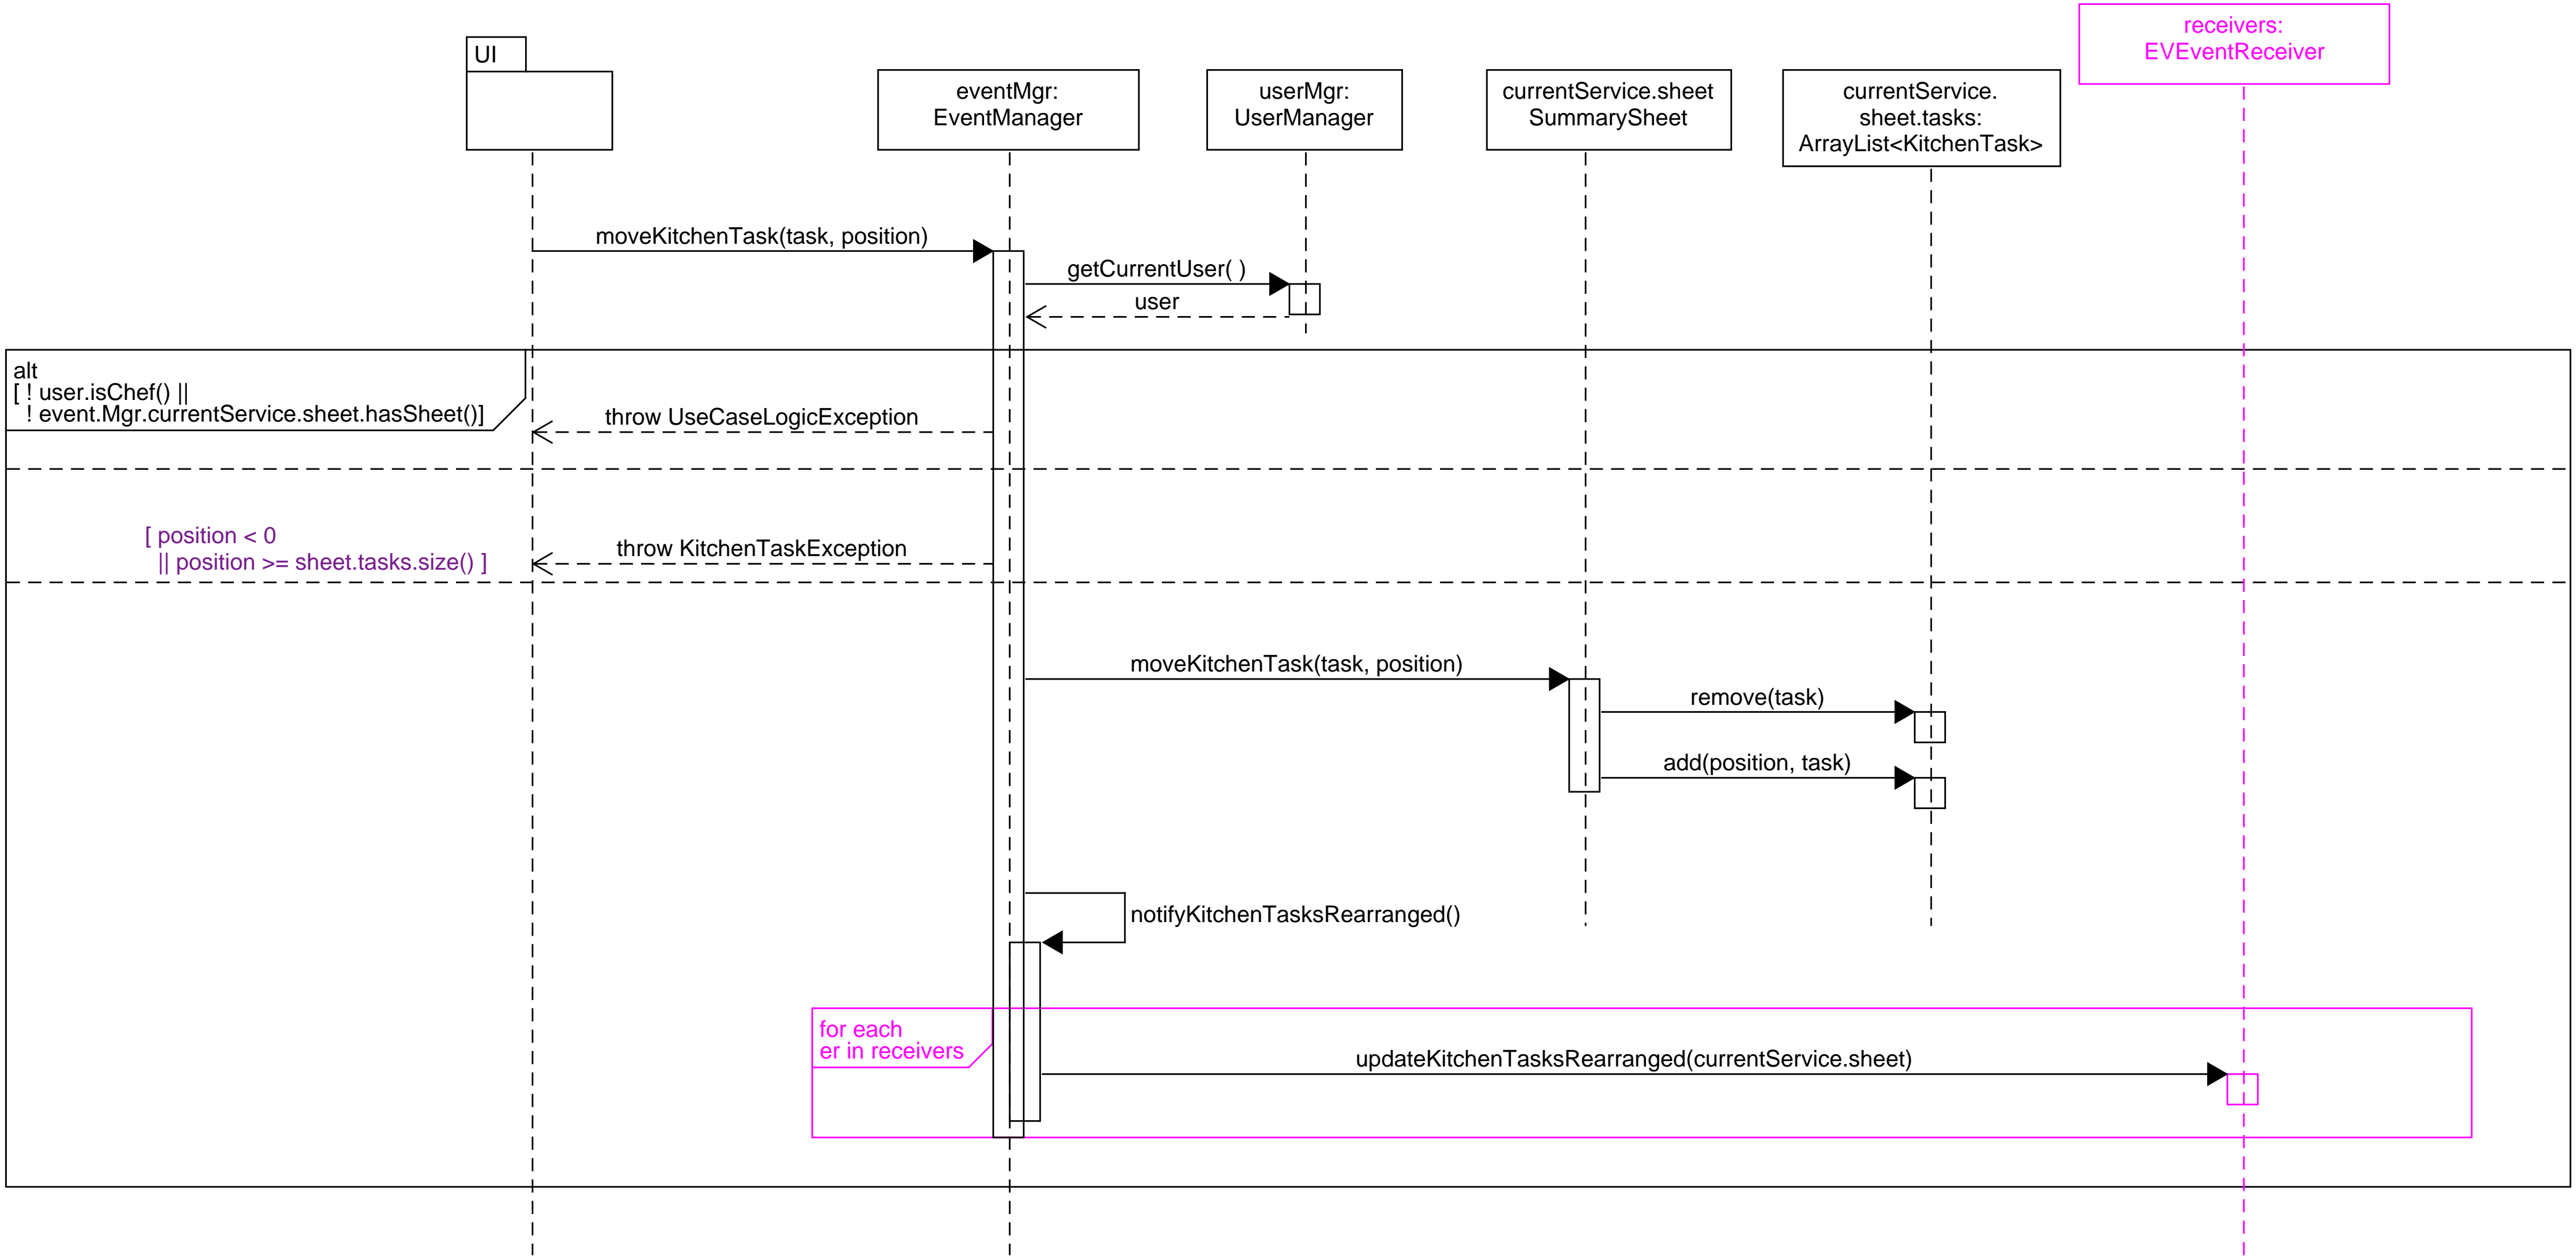 UI
eventMgr:
EventManager
userMgr:
UserManager
currentService.sheet
SummarySheet
currentService.
sheet.tasks:
ArrayList<KitchenTask>
receivers:
EVEventReceiver
moveKitchenTask(task, position)
getCurrentUser( )
user
alt
[ ! user.isChef() ||
! event.Mgr.currentService.sheet.hasSheet()]
throw UseCaseLogicException
[ position < 0
|| position >= sheet.tasks.size() ]
throw KitchenTaskException
moveKitchenTask(task, position)
remove(task)
add(position, task)
notifyKitchenTasksRearranged()
for each
er in receivers
updateKitchenTasksRearranged(currentService.sheet)